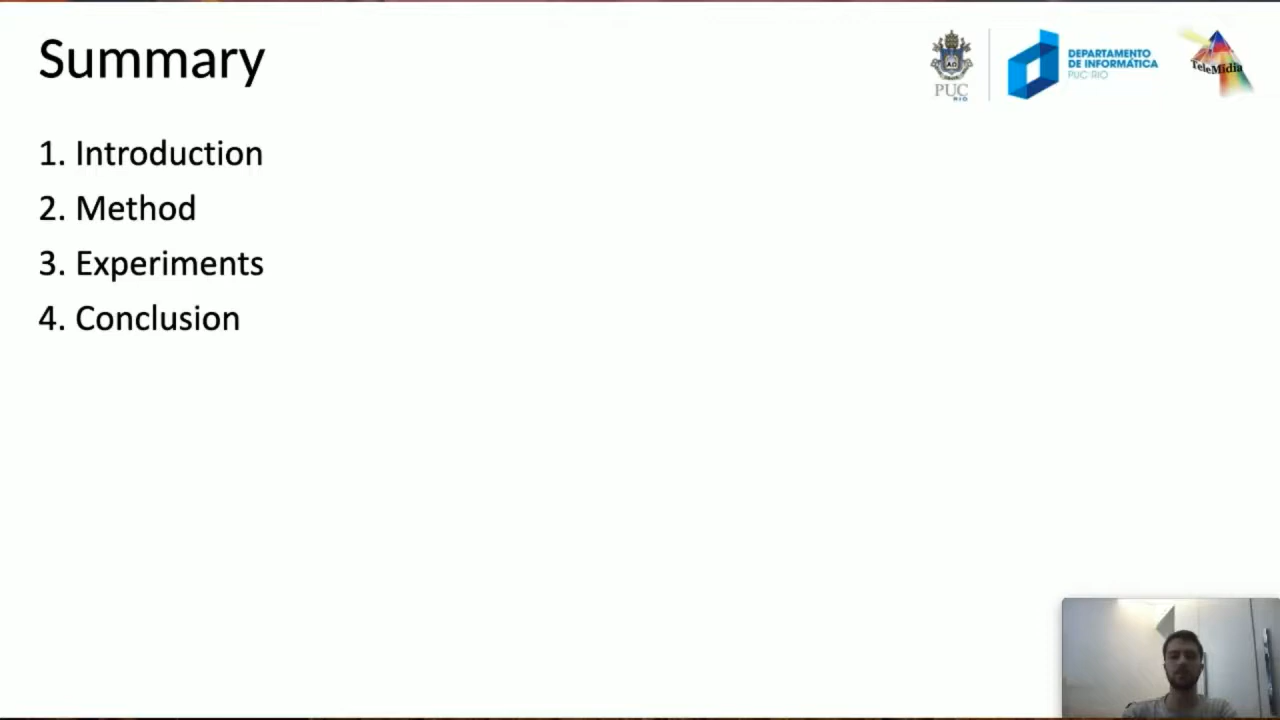 Summary
PUC
RIO
DEPARTAMENTO
DE INFORMÁTICA
PUC RIO
TeleMídia
1. Introduction
2. Method
3. Experiments
4. Conclusion